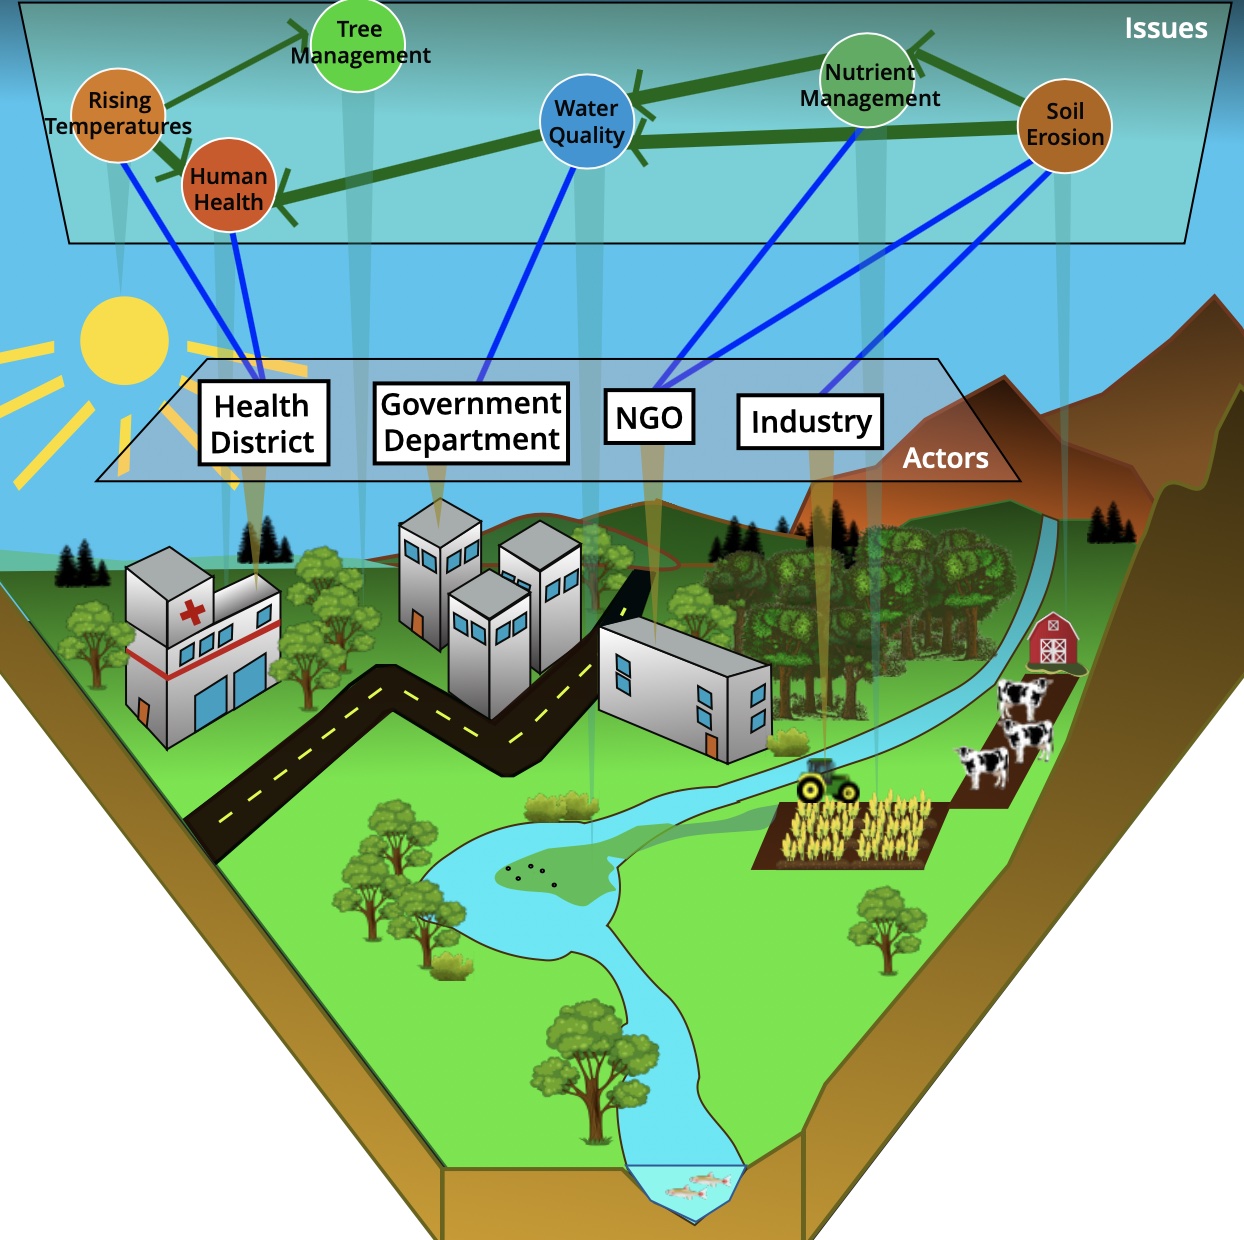 Issues
Tree
Management
Rising
Temperatures
Human
Health
Water
Quality
Nutrient
Management
Soil
Erosion
Health
District
Government
Department
NGO
Industry
Actors